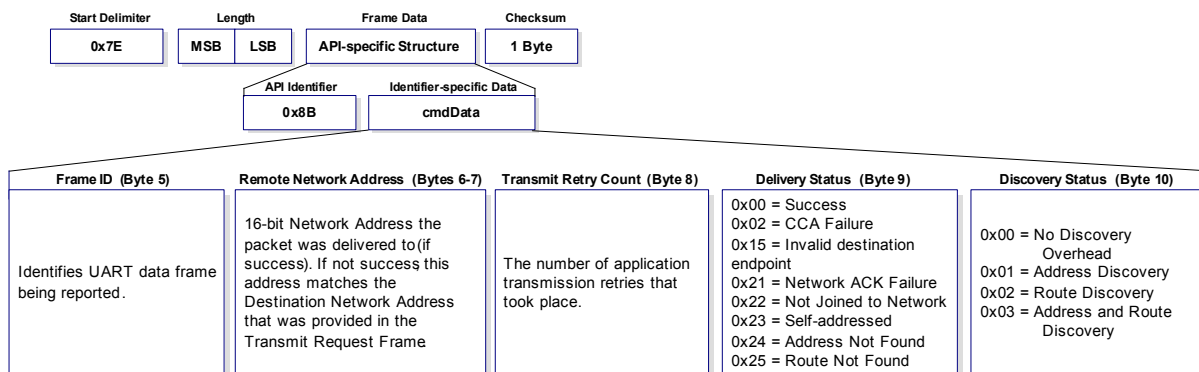 Start Delimiter
Length
Frame Data
Checksum
0x7E
MSB
LSB
API-specific Structure
1 Byte
API Identifier
Identifier-specific Data
0x8B
cmdData
Frame ID (Byte 5)
Identifies UART data frame
being reported.
Remote Network Address (Bytes 6-7)
16-bit Network Address the
packet was delivered to (if
success). If not success, this
address matches the
Destination Network Address
that was provided in the
Transmit Request Frame.
Transmit Retry Count (Byte 8)
The number of application
transmission retries that
took place.
Delivery Status (Byte 9)
0x00 = Success
0x02 = CCA Failure
0x15 = Invalid destination
endpoint
0x21 = Network ACK Failure
0x22 = Not Joined to Network
0x23 = Self-addressed
0x24 = Address Not Found
0x25 = Route Not Found
Discovery Status (Byte 10)
0x00 = No Discovery
Overhead
0x01 = Address Discovery
0x02 = Route Discovery
0x03 = Address and Route
Discovery